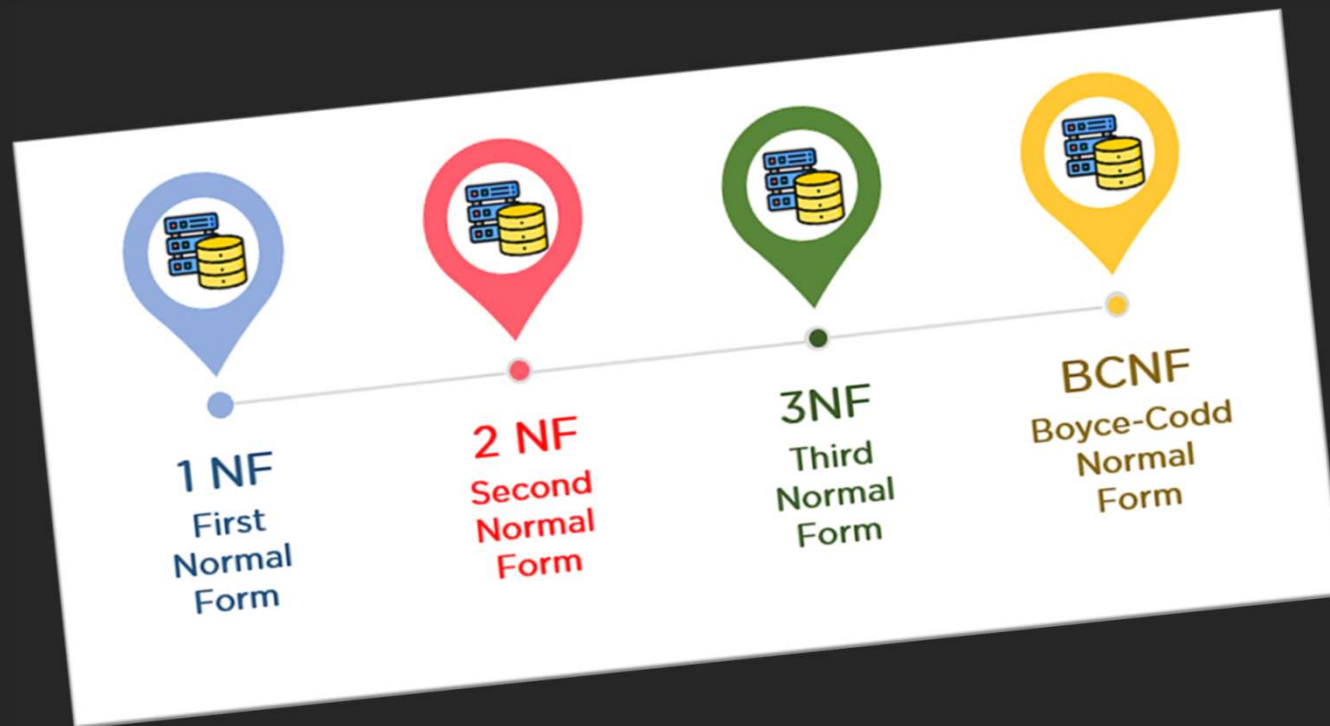 1 NF
First
Normal
Form
2 NF
Second
Normal
Form
3NF
Third
Normal
Form
BCNF
Boyce-Codd
Normal
Form